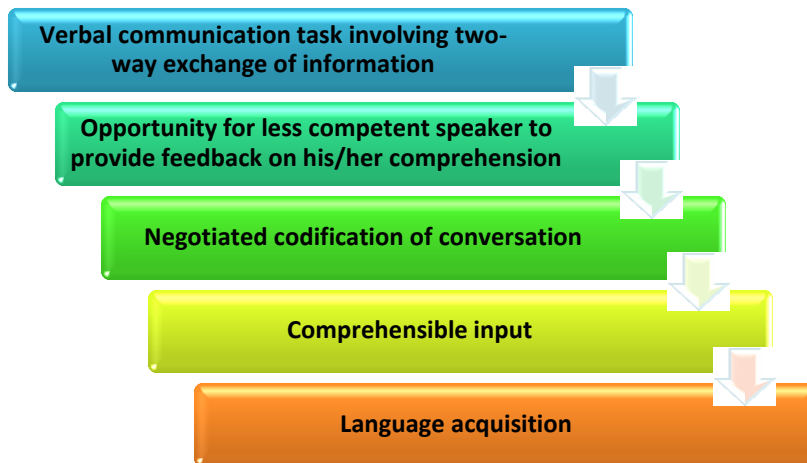 Verbal communication task involving two-
way exchange of information
Opportunity for less competent speaker to
provide feedback on his/her comprehension
Negotiated codification of conversation
Comprehensible input
Language acquisition